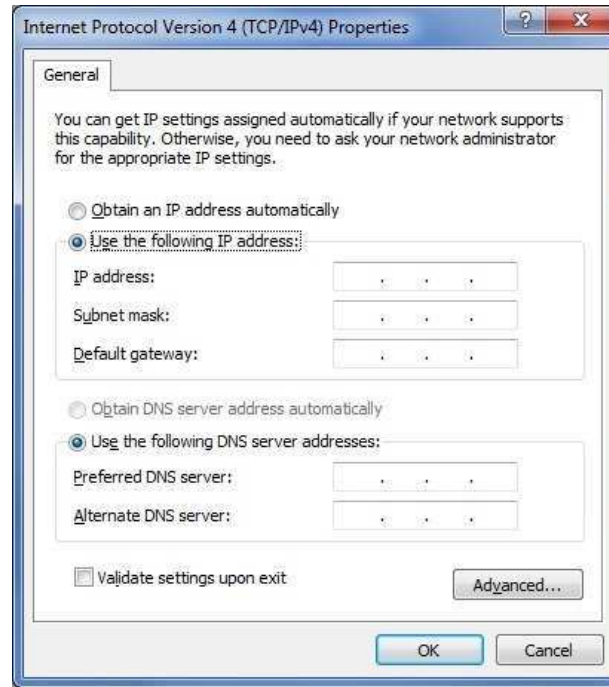 Internet Protocol Version 4 (TCP/IPv4) Properties
General
You can get IP settings assigned automatically if your network supports
this capability. Otherwise, you need to ask your network administrator
for the appropriate IP settings.
Obtain an IP address automatically
Use the following IP address:
IP address:
Subnet mask:
Default gateway:
Obtain DNS server address automatically
Use the following DNS server addresses:
Preferred DNS server:
Alternate DNS server:
Validate settings upon exit
Advanced...
OK
Cancel